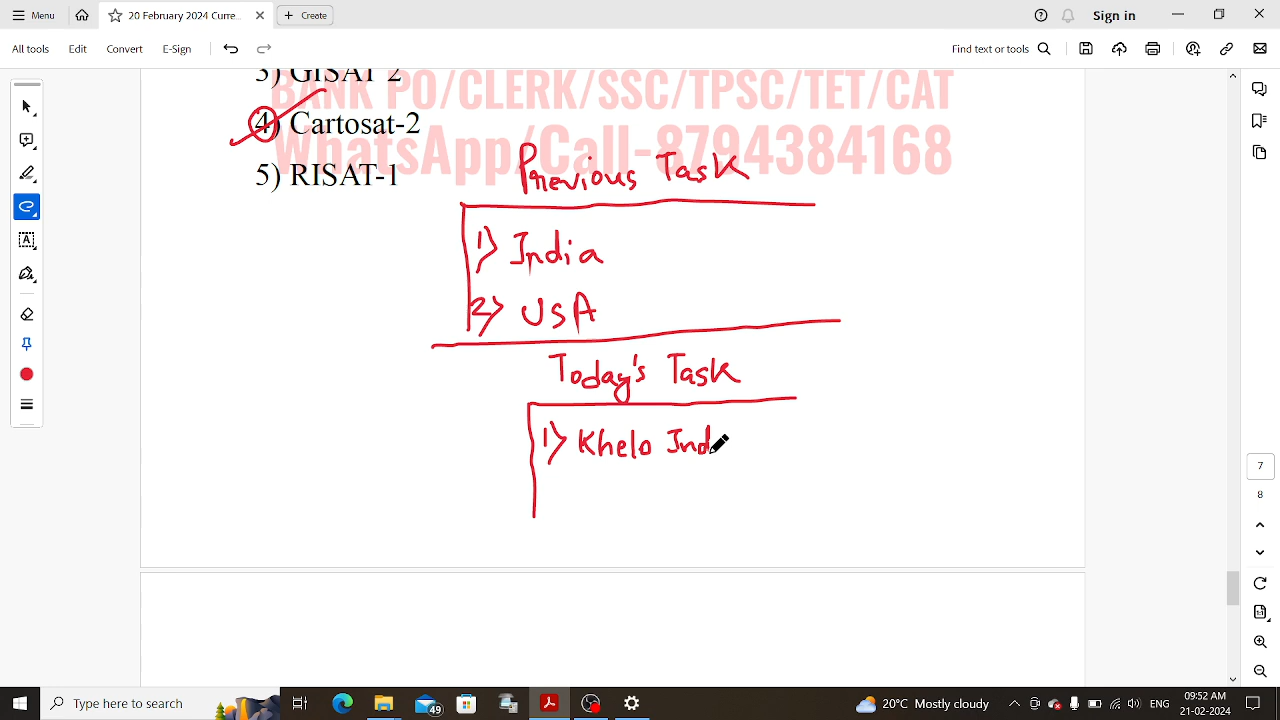 Menu
20 February 2024 Curre...
+ Create
Sign in
All tools Edit Convert E-Sign
Find text or tools
3) GISAT 2
BANK PO/CLERK/SSC/TPSC/TET/CAT
4) Cartosat-2
WhatsApp/Call-8794384168
5) RISAT-1
Previous Task
1) India
2) USA
Today's Task
1) Khelo Ind
7
8
Type here to search
49
20°C Mostly cloudy
ENG
09:52 AM
21-02-2024